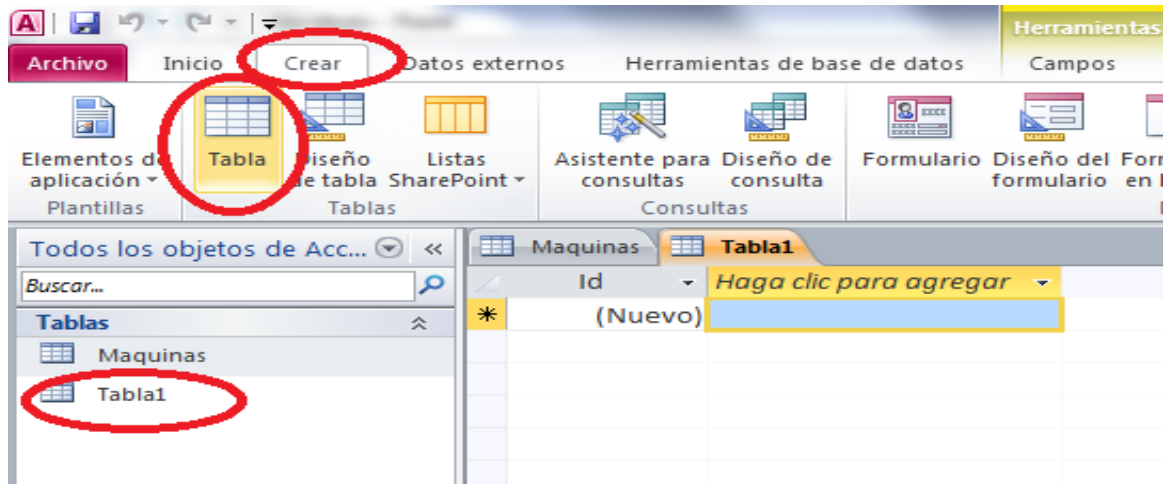 A
Herramientas
Archivo Inicio Crear Datos externos Herramientas de base de datos Campos
Elementos de aplicación
Tabla
Diseño de tabla
Listas SharePoint
Asistente para consultas
Diseño de consulta
Formulario
Diseño del formulario
Plantillas Tablas Consultas
Todos los objetos de Acc... «
Buscar...
Tablas
Maquinas
Tabla1
Maquinas Tabla1
Id Haga clic para agregar
* (Nuevo)